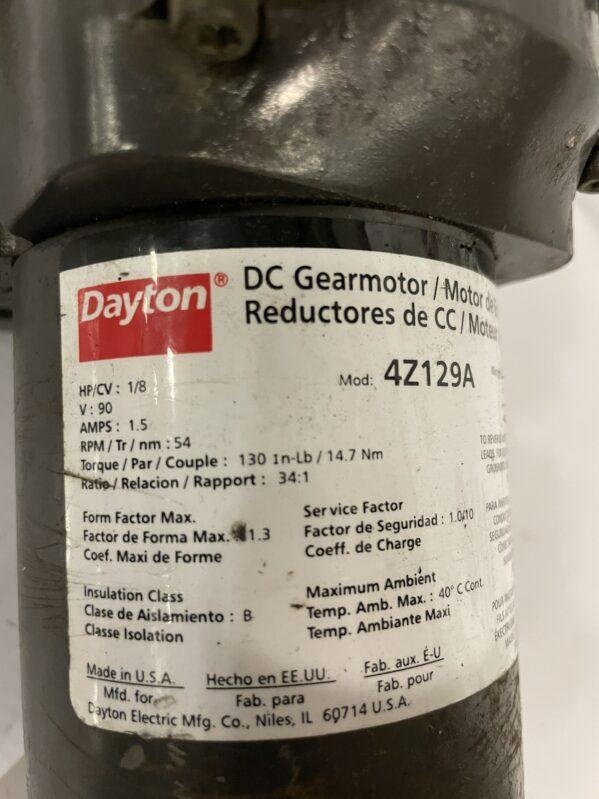 Dayton®
DC Gearmotor / Motor de
Reductores de CC / Moteur
Mod: 4Z129A
HP/CV : 1/8
V : 90
AMPS : 1.5
RPM / Tr / nm : 54
Torque / Par / Couple : 130 In-Lb / 14.7 Nm
Ratio / Relacion / Rapport : 34:1
Form Factor Max.
Factor de Forma Max. : 1.3
Coef. Maxi de Forme
Service Factor
Factor de Seguridad : 1.0
Coeff. de Charge
Insulation Class
Clase de Aislamiento : B
Classe Isolation
Maximum Ambient
Temp. Amb. Max. : 40° C Cont.
Temp. Ambiante Maxi
Made in U.S.A. Hecho en EE.UU. Fab. aux. É-U
Mfd. for Fab. para Fab. pour
Dayton Electric Mfg. Co., Niles, IL 60714 U.S.A.
TO REVERSE
LEADS. FOR